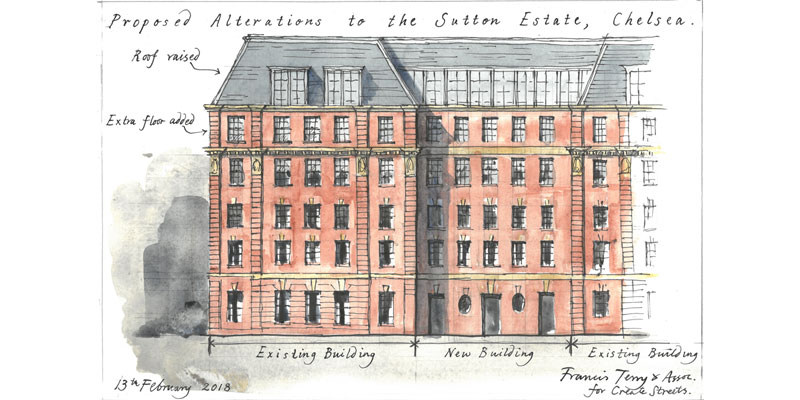 Proposed Alterations to the Sutton Estate, Chelsea.
Roof raised
Extra floor added
Existing Building
New Building
Existing Building
13th February 2018
Francis Terry & Assoc.
for Create Streets.